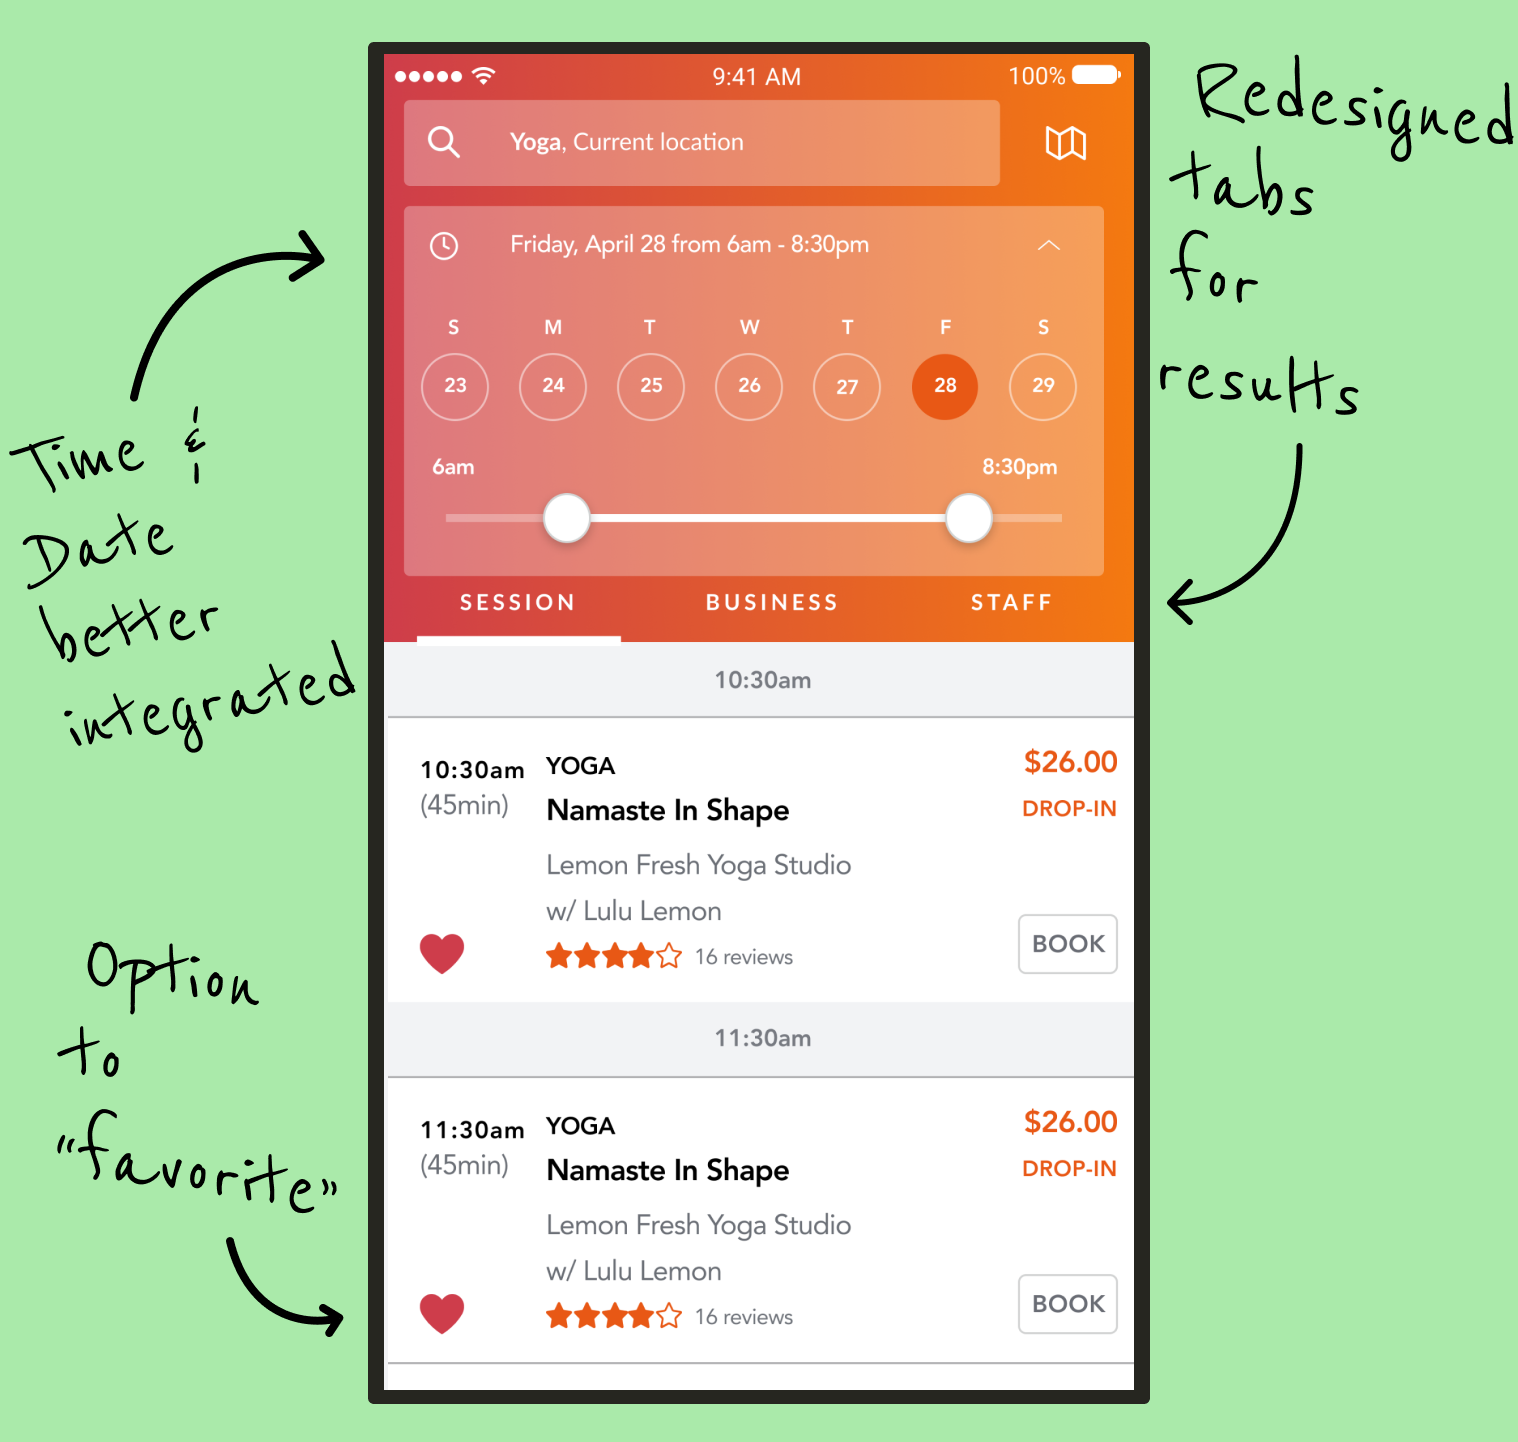 9:41 AM
100%
Yoga, Current location
Friday, April 28 from 6am - 8:30pm
S M T W T F S
23 24 25 26 27 28 29
6am 8:30pm
SESSION BUSINESS STAFF
10:30am
10:30am YOGA $26.00
(45min) Namaste In Shape DROP-IN
Lemon Fresh Yoga Studio
w/ Lulu Lemon
16 reviews BOOK
11:30am
11:30am YOGA $26.00
(45min) Namaste In Shape DROP-IN
Lemon Fresh Yoga Studio
w/ Lulu Lemon
16 reviews BOOK
Time &
Date
better
integrated
Option
to
“favorite”
Redesigned
tabs
for
results